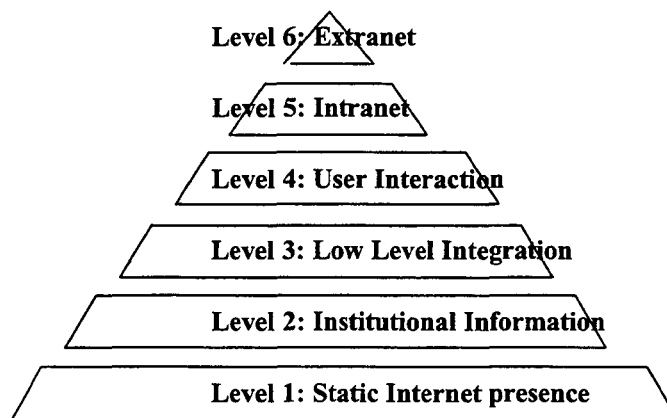 Level 6: Extranet
Level 5: Intranet
Level 4: User Interaction
Level 3: Low Level Integration
Level 2: Institutional Information
Level 1: Static Internet presence